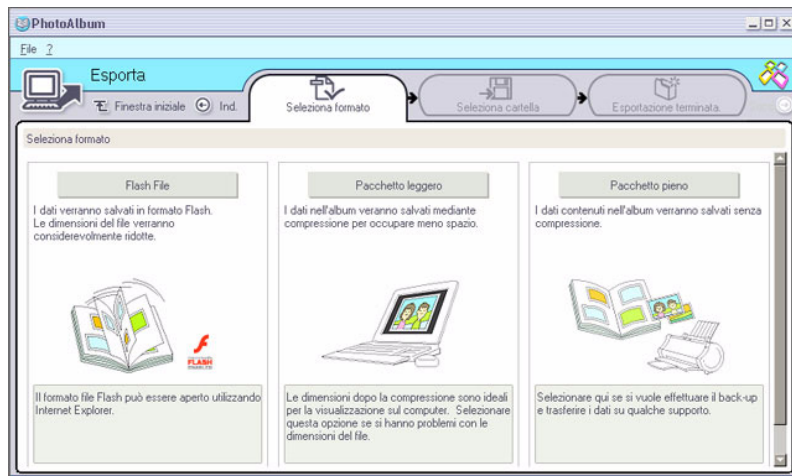 PhotoAlbum
File ?
Esporta
Finestra iniziale Ind.
Seleziona formato
Seleziona cartella
Esportazione terminata.
Seleziona formato
Flash File
I dati verranno salvati in formato Flash.
Le dimensioni del file verranno
considerevolmente ridotte.
FLASH
Il formato file Flash può essere aperto utilizzando
Internet Explorer.
Pacchetto leggero
I dati nell'album veranno salvati mediante
compressione per occupare meno spazio.
Le dimensioni dopo la compressione sono ideali
per la visualizzazione sul computer. Selezionare
questa opzione se si hanno problemi con le
dimensioni del file.
Pacchetto pieno
I dati contenuti nell'album verranno salvati senza
compressione.
Selezionare qui se si vuole effettuare il back-up
e trasferire i dati su qualche supporto.